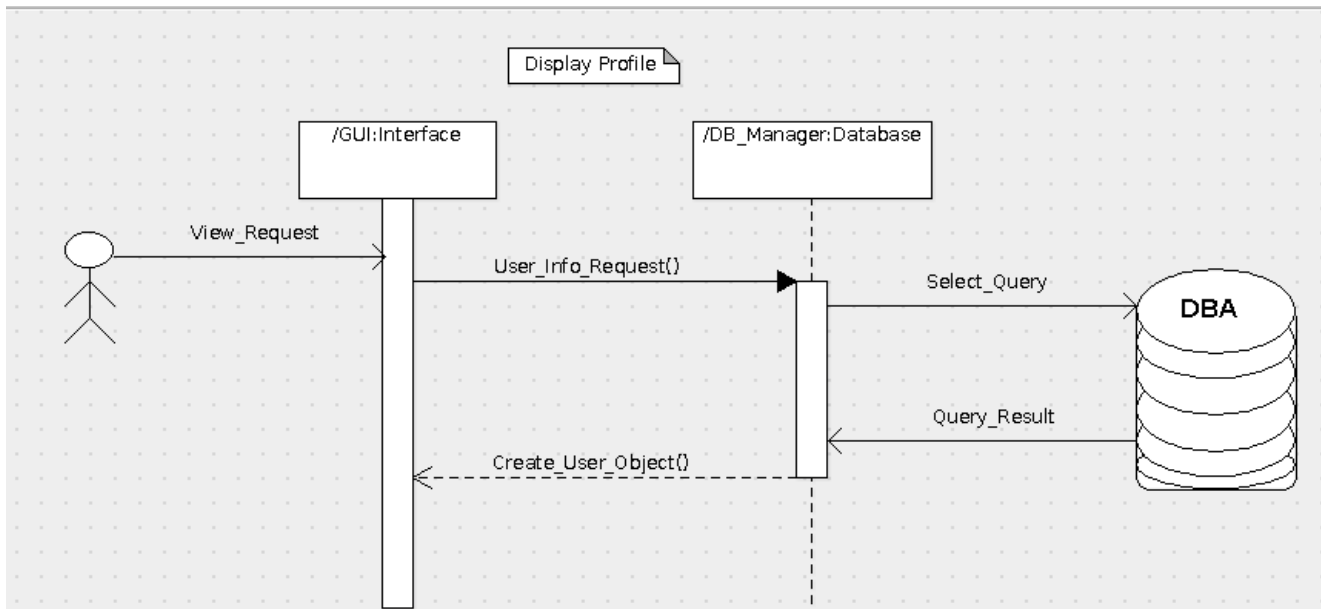 Display Profile
/GUI:Interface
/DB_Manager:Database
View_Request
User_Info_Request()
Select_Query
DBA
Query_Result
Create_User_Object()